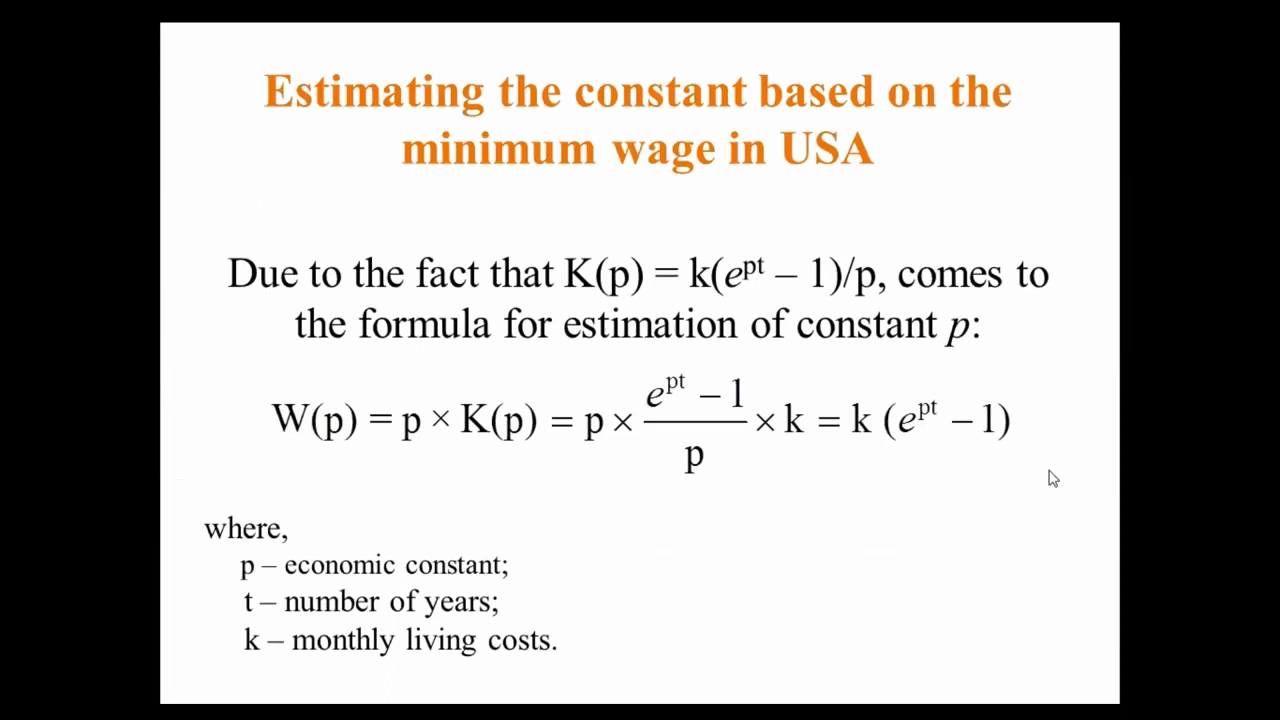 Estimating the constant based on the
minimum wage in USA
Due to the fact that K(p) = k(e^pt – 1)/p, comes to
the formula for estimation of constant p:
W(p) = p × K(p) = p × (e^pt – 1)/p × k = k (e^pt – 1)
where,
p – economic constant;
t – number of years;
k – monthly living costs.